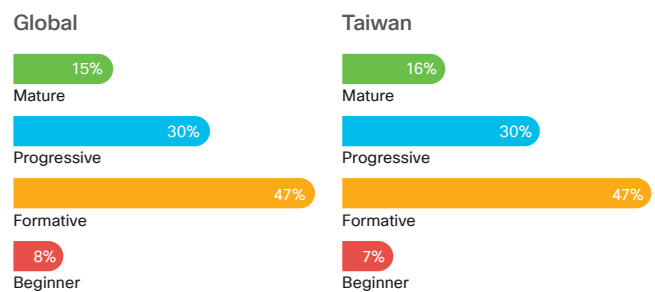 Global
15%
Mature
30%
Progressive
47%
Formative
8%
Beginner
Taiwan
16%
Mature
30%
Progressive
47%
Formative
7%
Beginner